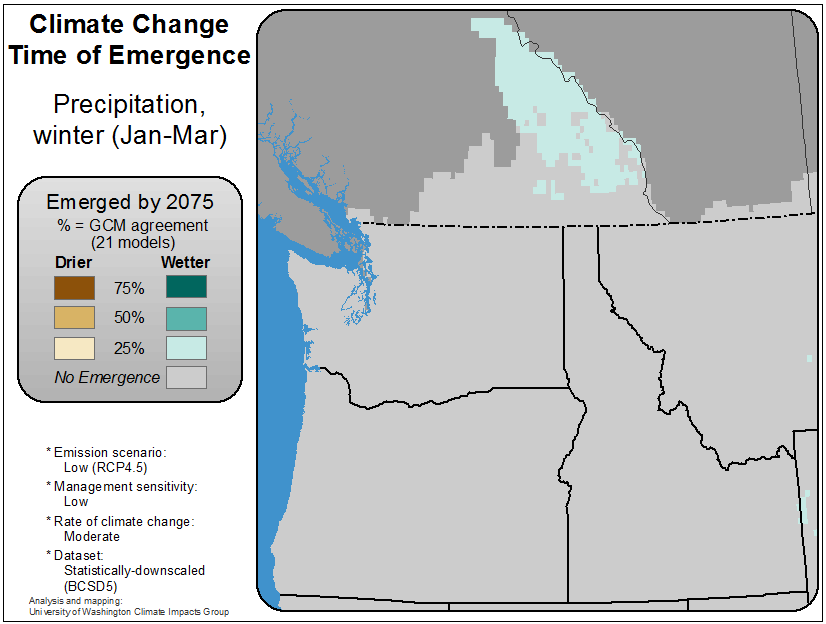 Climate Change
Time of Emergence
Precipitation,
winter (Jan-Mar)
Emerged by 2075
% = GCM agreement
(21 models)
Drier Wetter
75%
50%
25%
No Emergence
* Emission scenario:
Low (RCP4.5)
* Management sensitivity:
Low
* Rate of climate change:
Moderate
* Dataset:
Statistically-downscaled
(BCSD5)
Analysis and mapping:
University of Washington Climate Impacts Group